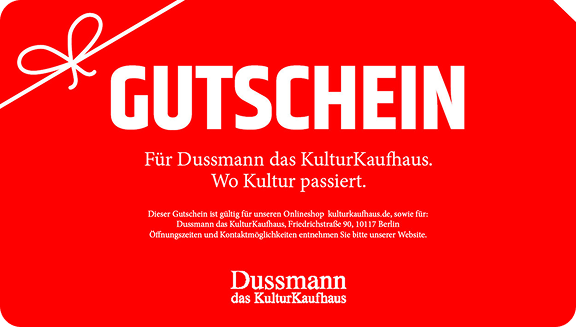 GUTSCHEIN
Für Dussmann das KulturKaufhaus.
Wo Kultur passiert.
Dieser Gutschein ist gültig für unseren Onlineshop kulturkaufhaus.de, sowie für:
Dussmann das KulturKaufhaus, Friedrichstraße 90, 10117 Berlin
Öffnungszeiten und Kontaktmöglichkeiten entnehmen Sie bitte unserer Website.
Dussmann
das KulturKaufhaus